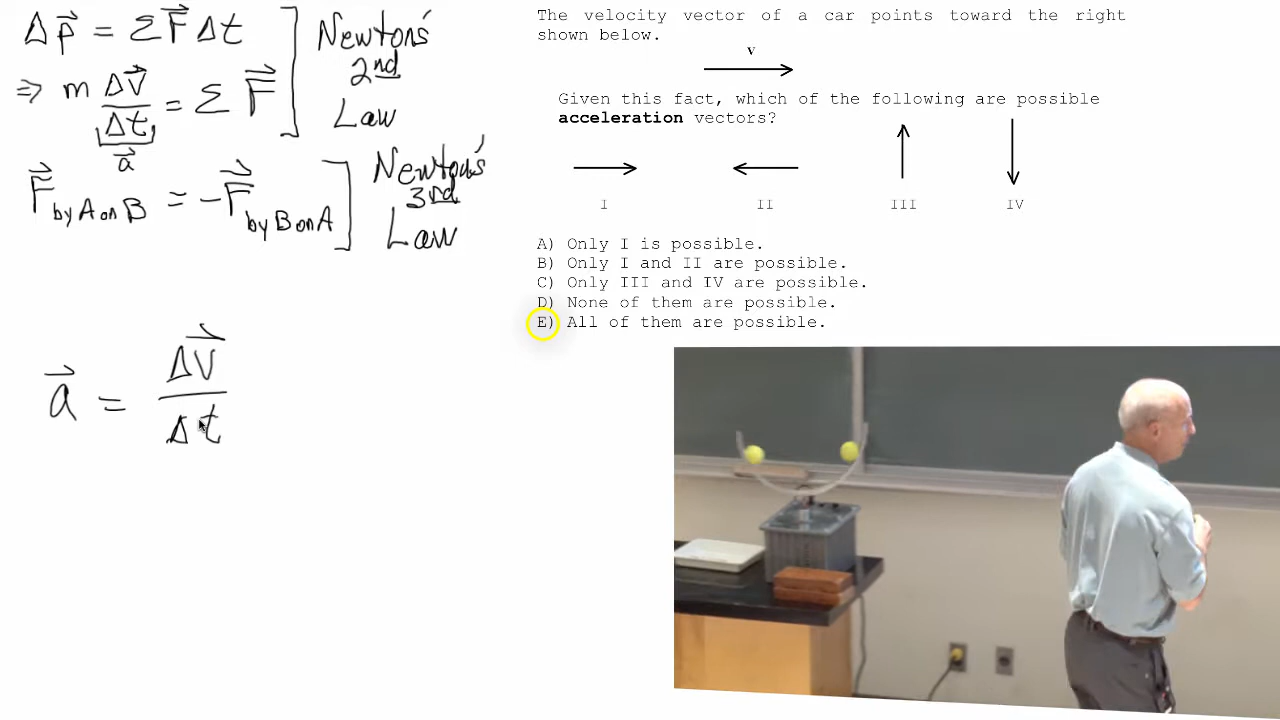 Δp⃗ = ΣF⃗ Δt
⇒ m Δv⃗/Δt = Σ F⃗
a⃗
Newton's
2nd
Law
F⃗ by A on B = -F⃗ by B on A
Newton's
3rd
Law
a⃗ = Δv⃗/Δt
The velocity vector of a car points toward the right
shown below.
v
Given this fact, which of the following are possible
acceleration vectors?
I II III IV
A) Only I is possible.
B) Only I and II are possible.
C) Only III and IV are possible.
D) None of them are possible.
E) All of them are possible.